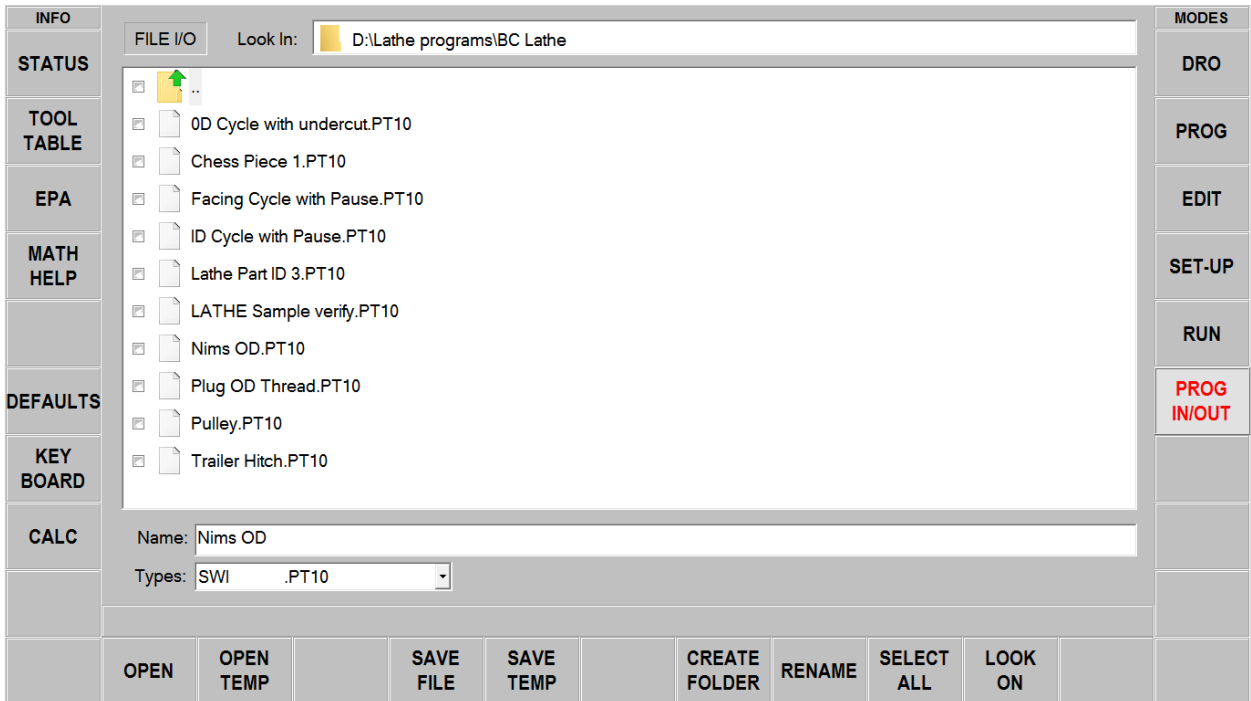 INFO
STATUS
TOOL
TABLE
EPA
MATH
HELP
DEFAULTS
KEY
BOARD
CALC
FILE I/O
Look In:
D:\Lathe programs\BC Lathe
..
0D Cycle with undercut.PT10
Chess Piece 1.PT10
Facing Cycle with Pause.PT10
ID Cycle with Pause.PT10
Lathe Part ID 3.PT10
LATHE Sample verify.PT10
Nims OD.PT10
Plug OD Thread.PT10
Pulley.PT10
Trailer Hitch.PT10
Name: Nims OD
Types: SWI .PT10
MODES
DRO
PROG
EDIT
SET-UP
RUN
PROG
IN/OUT
OPEN
OPEN
TEMP
SAVE
FILE
SAVE
TEMP
CREATE
FOLDER
RENAME
SELECT
ALL
LOOK
ON